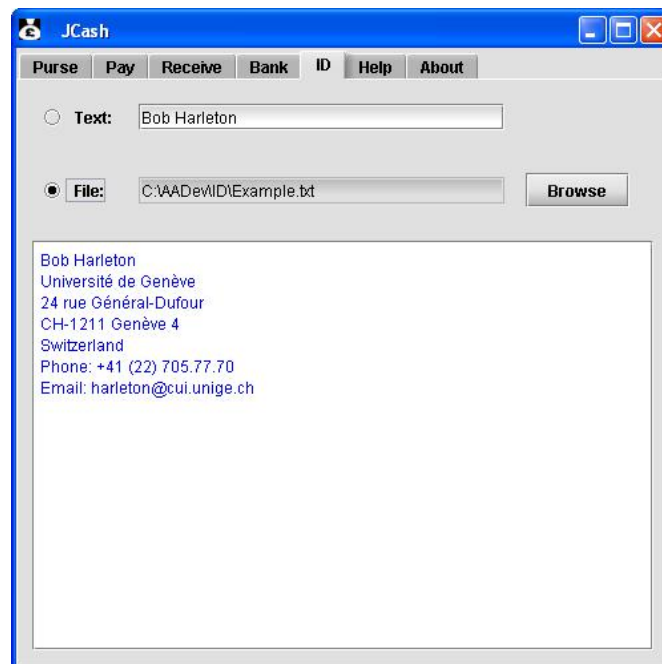 JCash
Purse Pay Receive Bank ID Help About
Text: Bob Harleton
File: C:\AADev\ID\Example.txt Browse
Bob Harleton
Université de Genève
24 rue Général-Dufour
CH-1211 Genève 4
Switzerland
Phone: +41 (22) 705.77.70
Email: harleton@cui.unige.ch